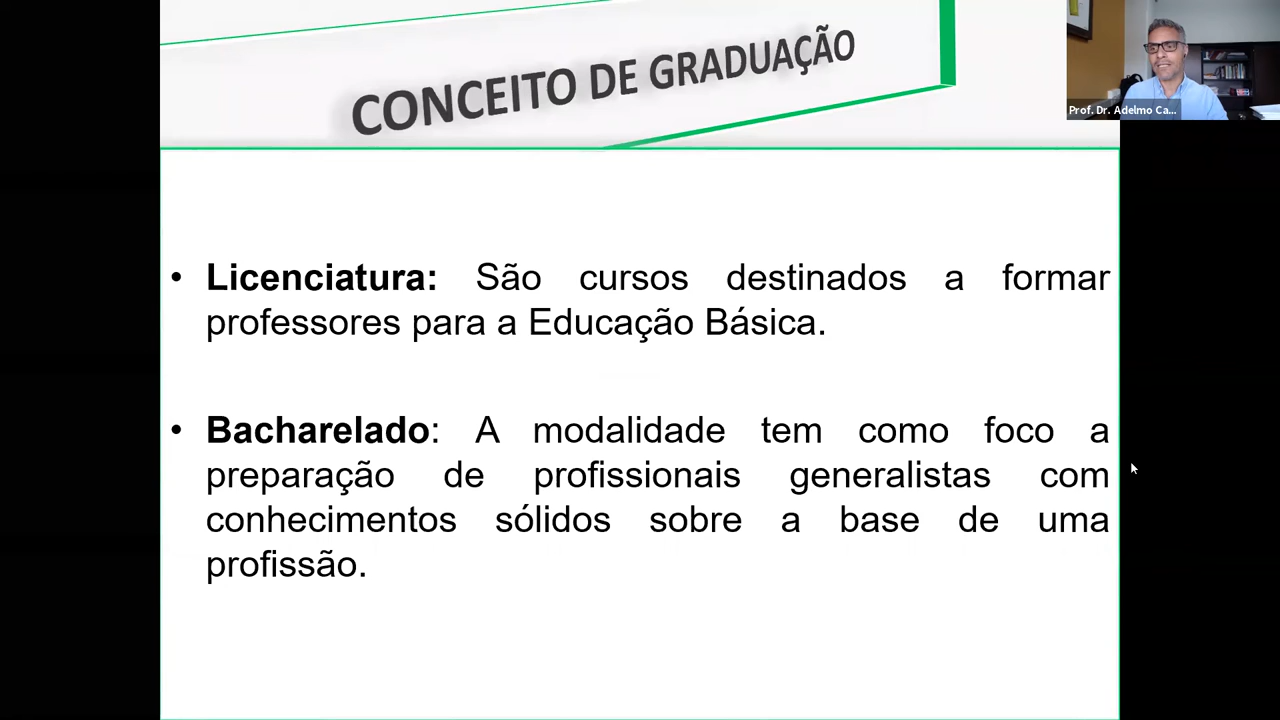 CONCEITO DE GRADUAÇÃO
Prof. Dr. Adelmo Ca...
• Licenciatura: São cursos destinados a formar
professores para a Educação Básica.
• Bacharelado: A modalidade tem como foco a
preparação de profissionais generalistas com
conhecimentos sólidos sobre a base de uma
profissão.